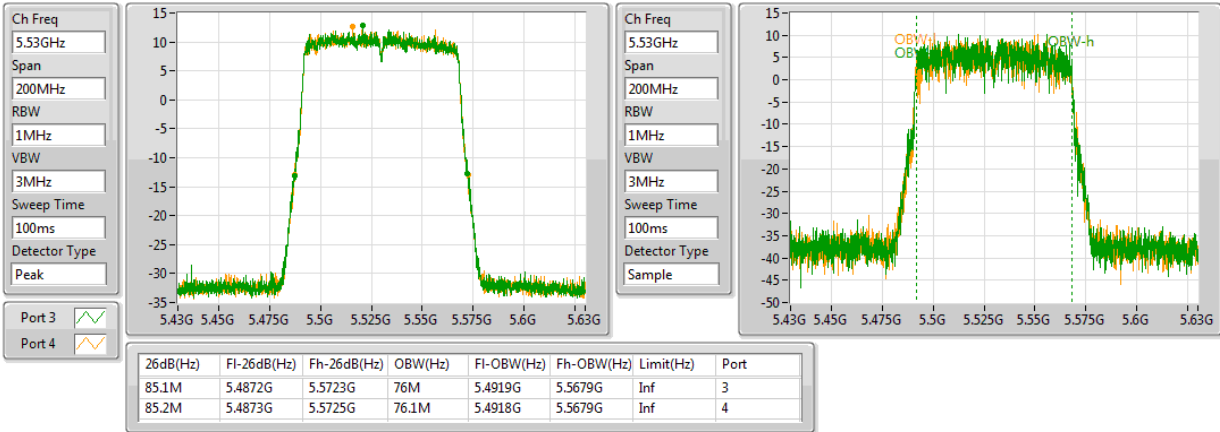 Ch Freq
5.53GHz
Span
200MHz
RBW
1MHz
VBW
3MHz
Sweep Time
100ms
Detector Type
Peak
Port 3
Port 4
15
10
5
0
-5
-10
-15
-20
-25
-30
-35
5.43G 5.45G 5.475G 5.5G 5.525G 5.55G 5.575G 5.6G 5.63G
Ch Freq
5.53GHz
Span
200MHz
RBW
1MHz
VBW
3MHz
Sweep Time
100ms
Detector Type
Sample
15
10
5
0
-5
-10
-15
-20
-25
-30
-35
-40
-45
-50
OBW-h
5.43G 5.45G 5.475G 5.5G 5.525G 5.55G 5.575G 5.6G 5.63G
26dB(Hz) Fl-26dB(Hz) Fh-26dB(Hz) OBW(Hz) Fl-OBW(Hz) Fh-OBW(Hz) Limit(Hz) Port
85.1M 5.4872G 5.5723G 76M 5.4919G 5.5679G Inf 3
85.2M 5.4873G 5.5725G 76.1M 5.4918G 5.5679G Inf 4